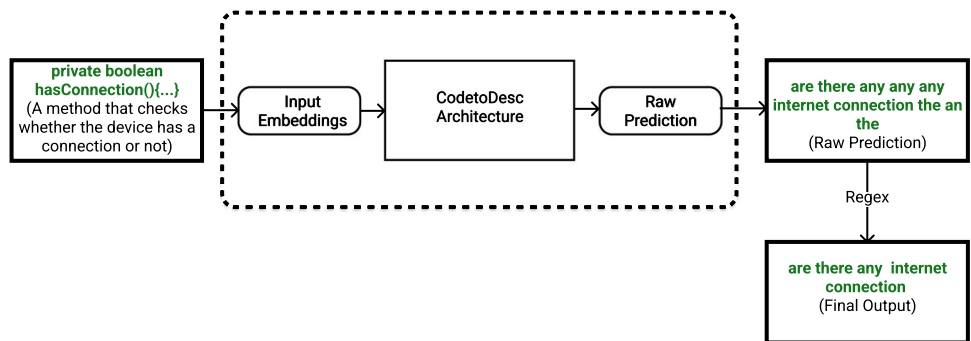 private boolean
hasConnection(){...}
(A method that checks
whether the device has a
connection or not)
Input
Embeddings
CodetoDesc
Architecture
Raw
Prediction
are there any any any
internet connection the an
the
(Raw Prediction)
Regex
are there any  internet
connection
(Final Output)